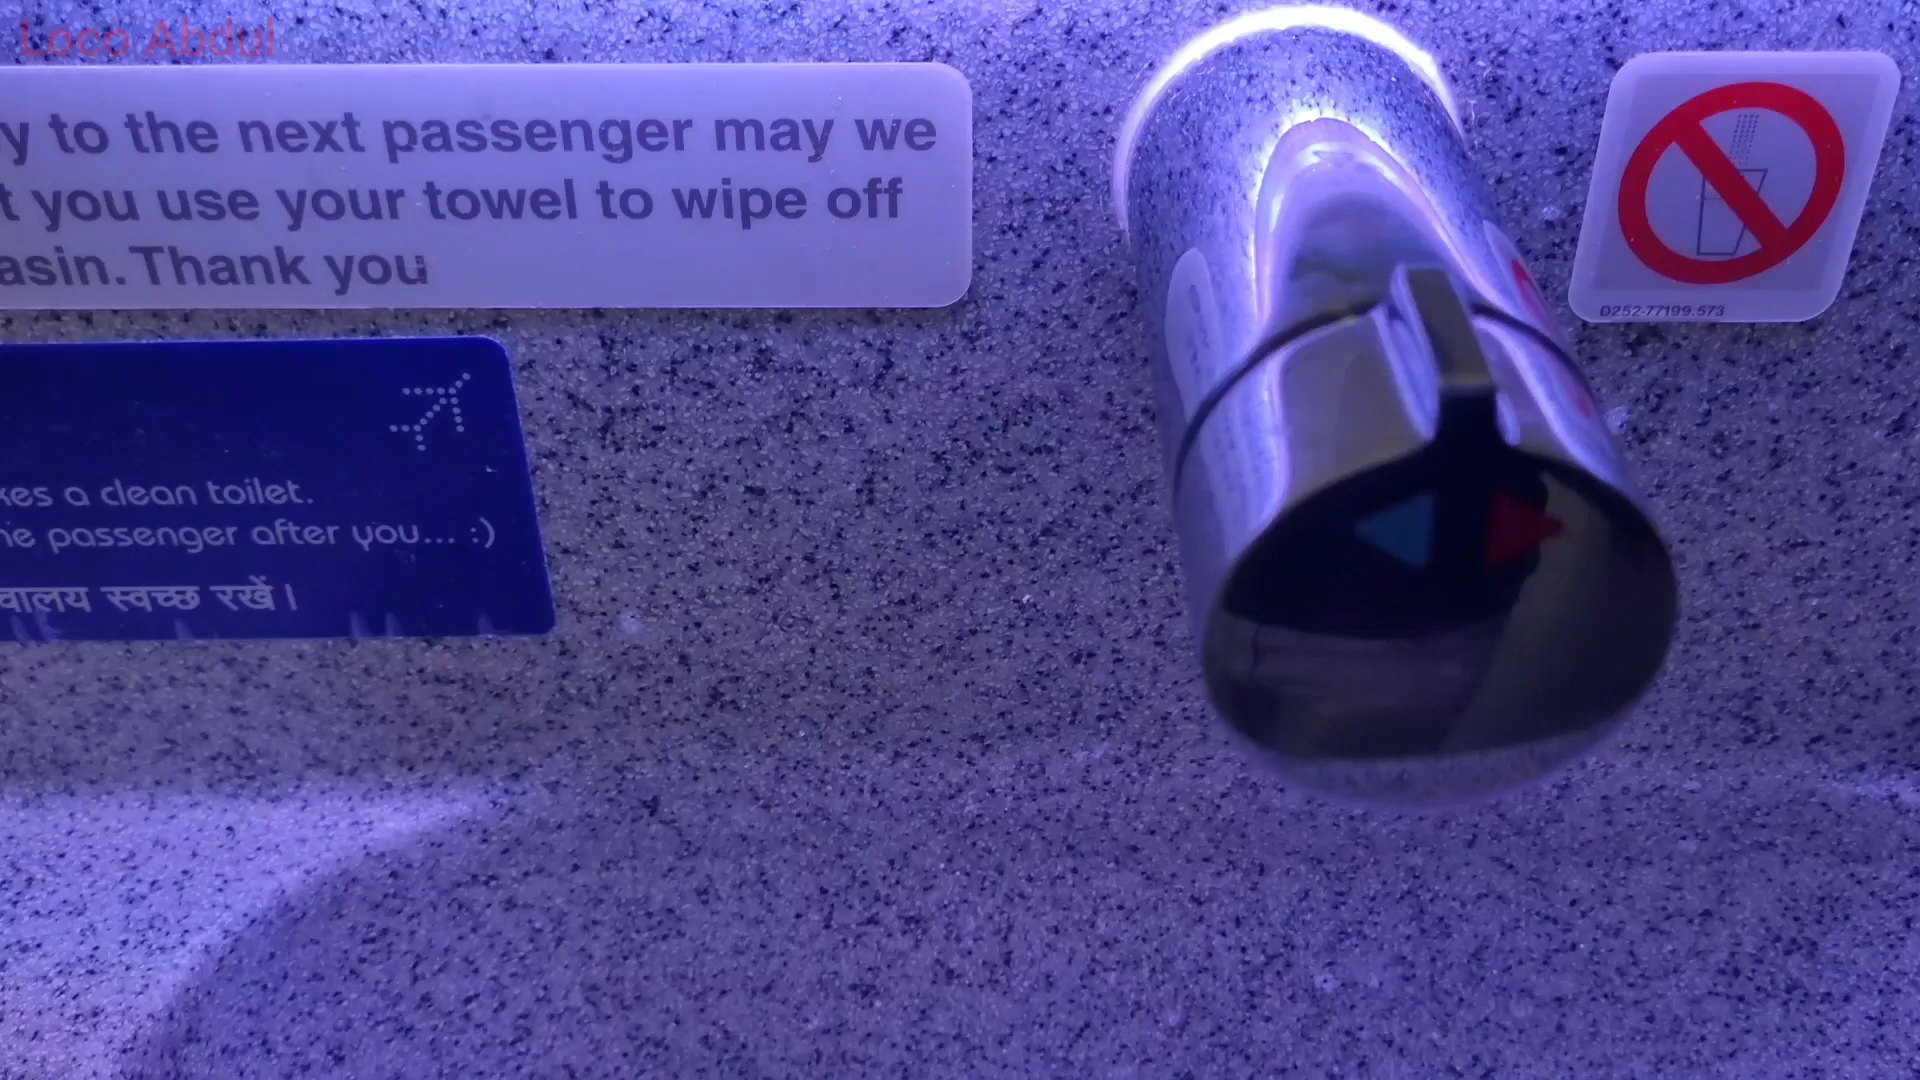 Loco Abdul
y to the next passenger may we
t you use your towel to wipe off
asin. Thank you
D252-77199.573
kes a clean toilet.
he passenger after you... :)
चालय स्वच्छ रखें।